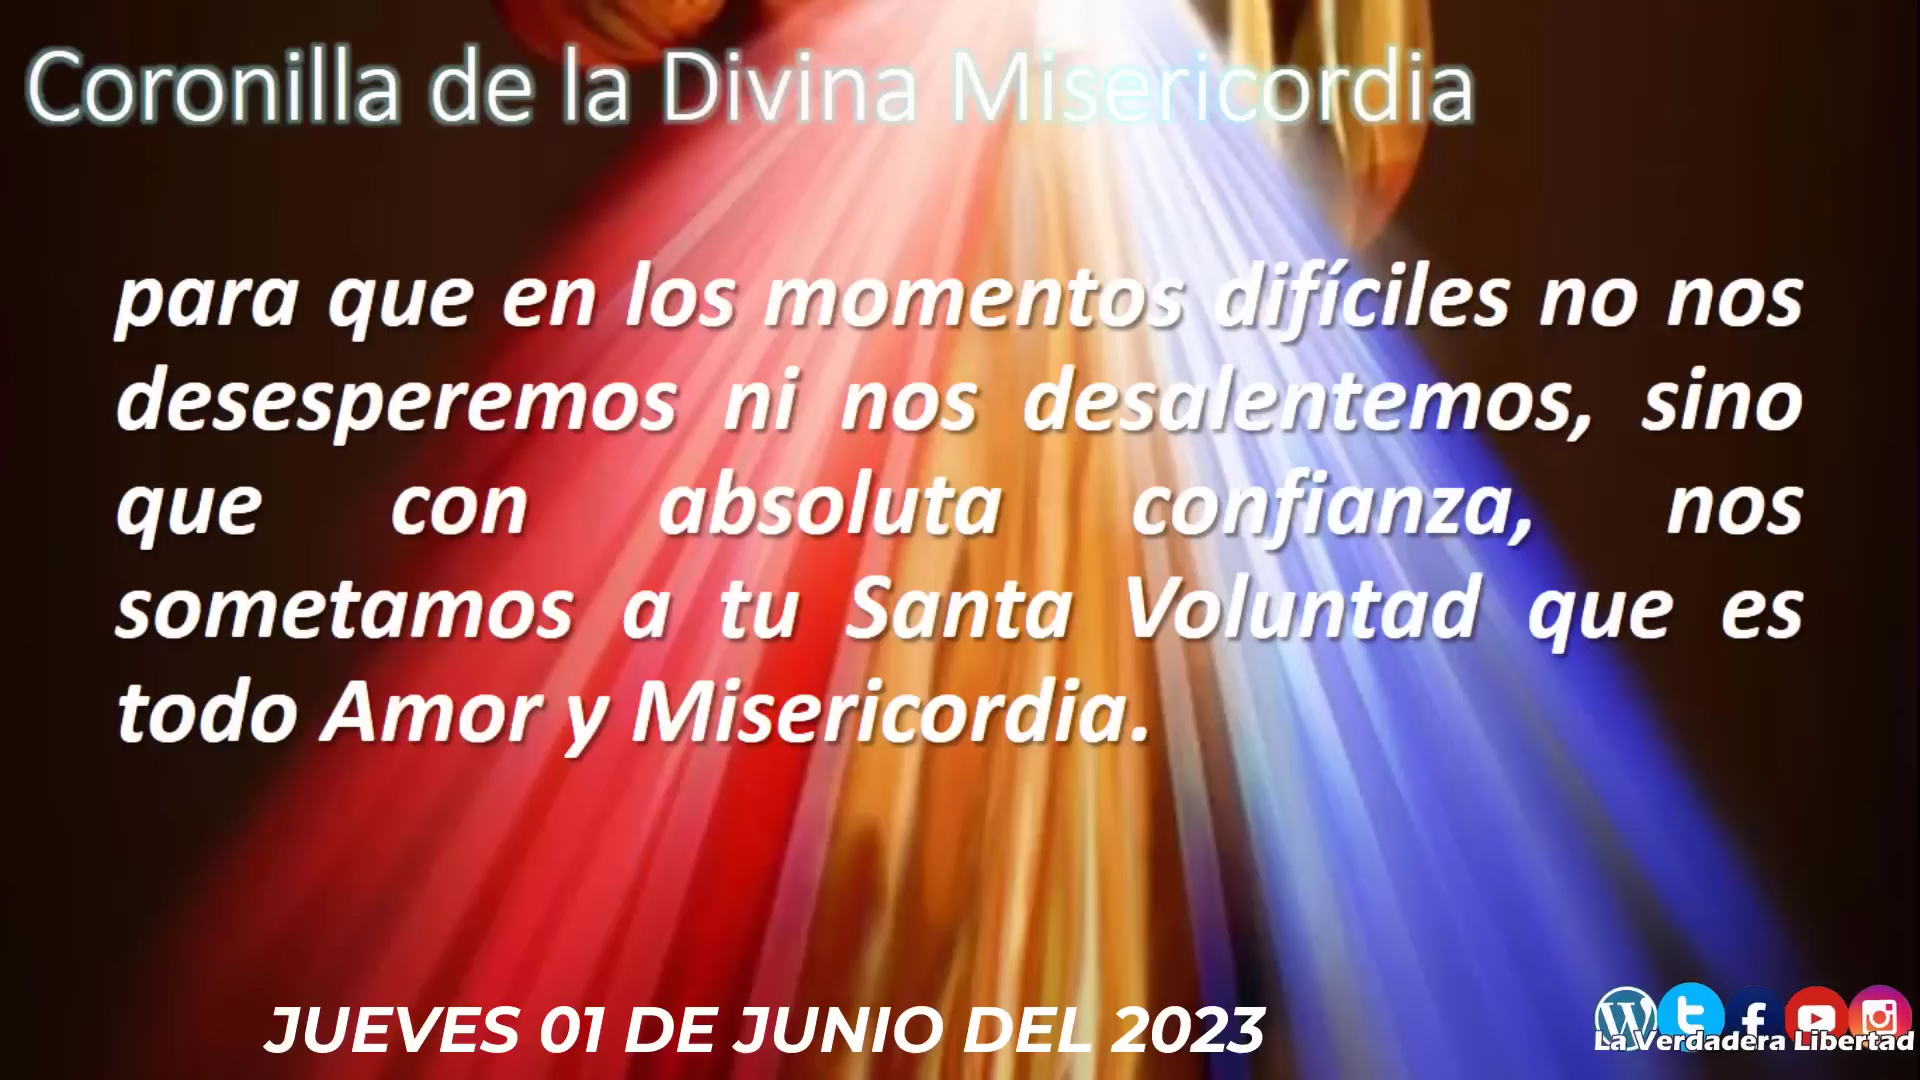 Coronilla de la Divina Misericordia
para que en los momentos difíciles no nos
desesperemos ni nos desalentemos, sino
que con absoluta confianza, nos
sometamos a tu Santa Voluntad que es
todo Amor y Misericordia.
JUEVES 01 DE JUNIO DEL 2023
La Verdadera Libertad